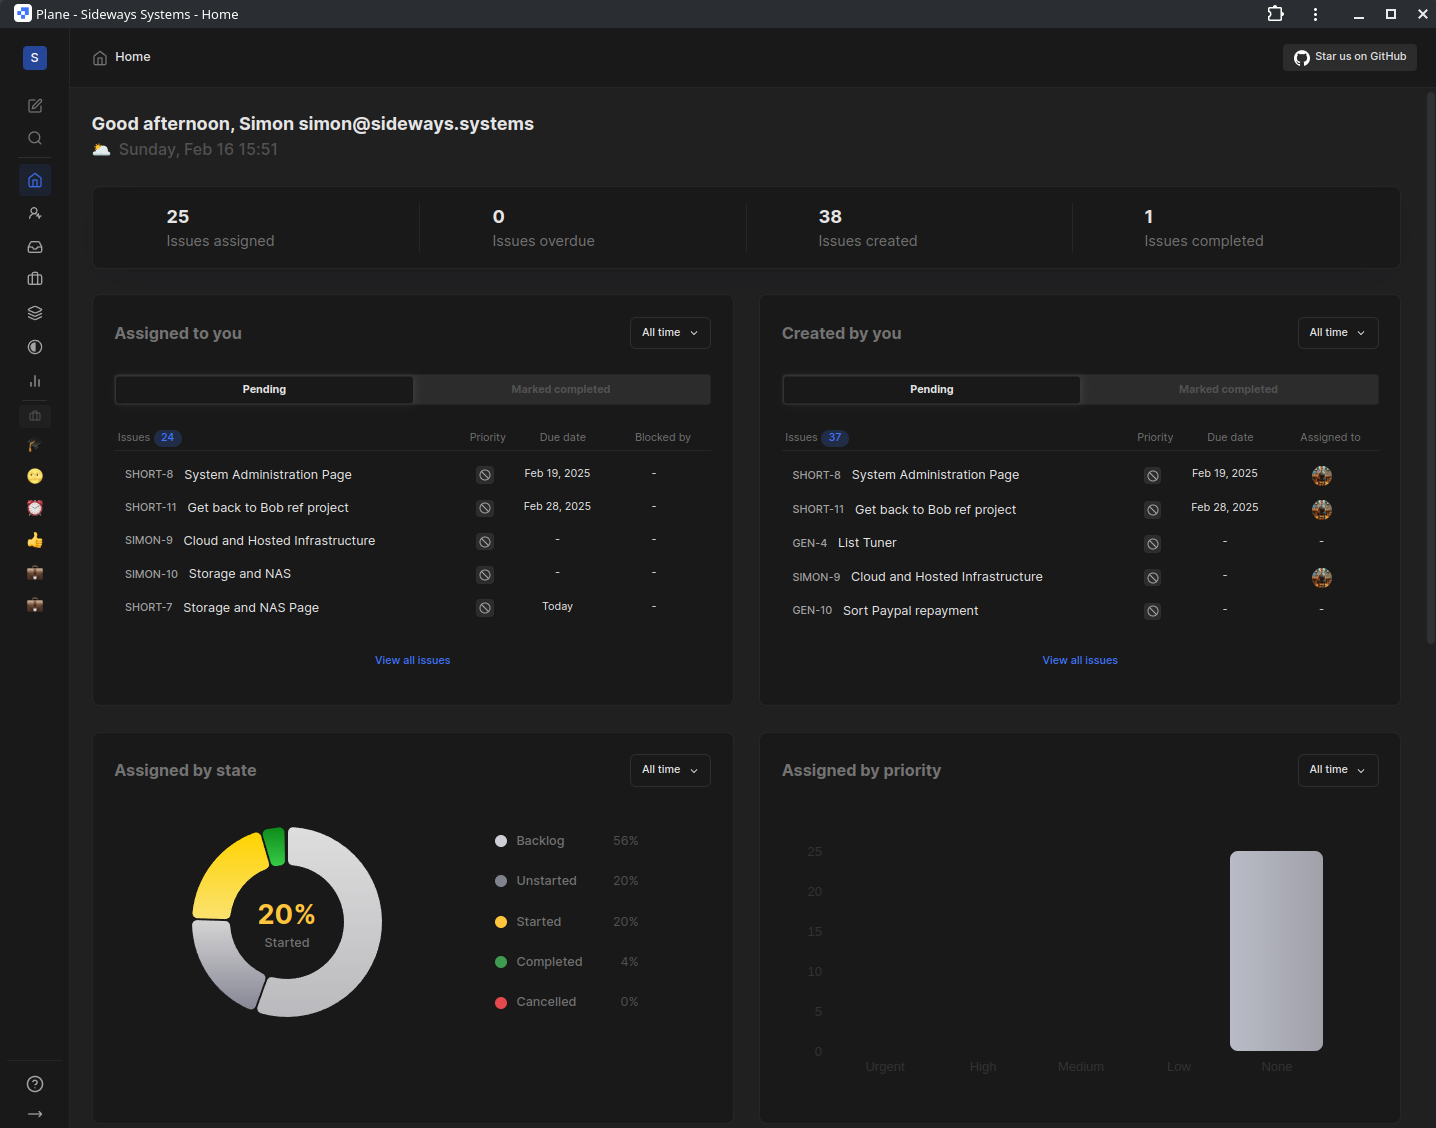 Plane - Sideways Systems - Home
S
Home
Star us on GitHub
Good afternoon, Simon simon@sideways.systems
Sunday, Feb 16 15:51
25
Issues assigned
0
Issues overdue
38
Issues created
1
Issues completed
Assigned to you
All time
Pending
Marked completed
Issues 24 Priority Due date Blocked by
SHORT-8 System Administration Page Feb 19, 2025 -
SHORT-11 Get back to Bob ref project Feb 28, 2025 -
SIMON-9 Cloud and Hosted Infrastructure - -
SIMON-10 Storage and NAS - -
SHORT-7 Storage and NAS Page Today -
View all issues
Created by you
All time
Pending
Marked completed
Issues 37 Priority Due date Assigned to
SHORT-8 System Administration Page Feb 19, 2025
SHORT-11 Get back to Bob ref project Feb 28, 2025
GEN-4 List Tuner - -
SIMON-9 Cloud and Hosted Infrastructure -
GEN-10 Sort Paypal repayment - -
View all issues
Assigned by state
All time
20%
Started
Backlog 56%
Unstarted 20%
Started 20%
Completed 4%
Cancelled 0%
Assigned by priority
All time
25
20
15
10
5
0
Urgent High Medium Low None